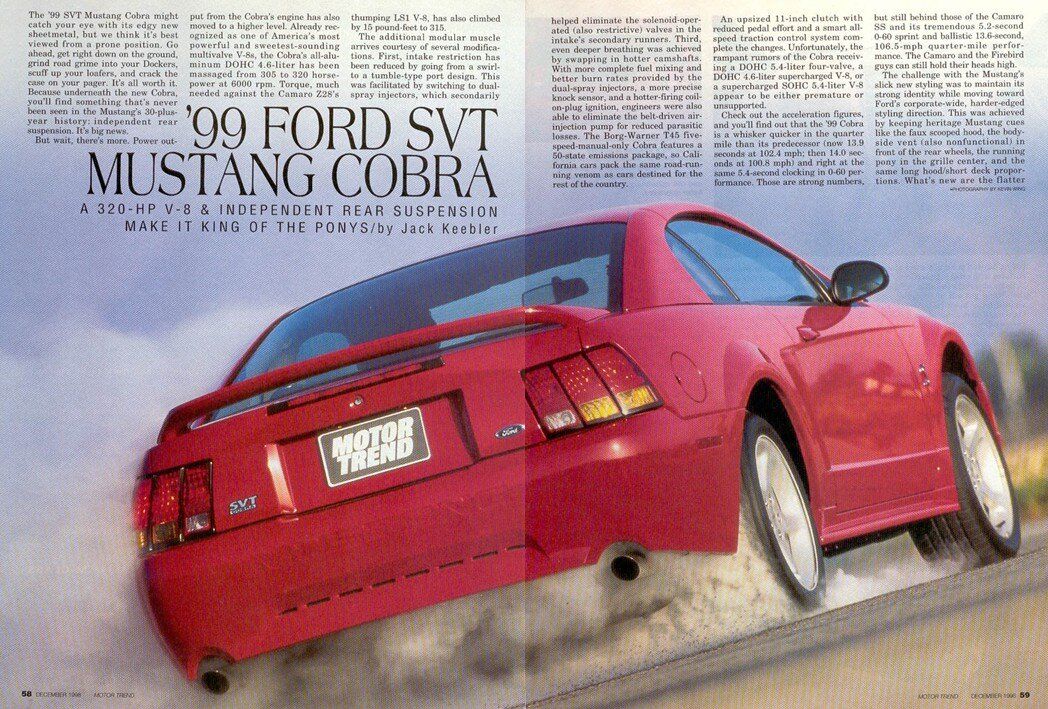 The '99 SVT Mustang Cobra might
catch your eye with its edgy new
sheetmetal, but we think it's best
viewed from a prone position. Go
ahead, get right down on the ground,
grind road grime into your Dockers,
scuff up your loafers, and crack the
case on your pager. It's all worth it.
Because underneath the new Cobra,
you'll find something that's never
been seen in the Mustang's 30-plus-
year history: independent rear
suspension. It's big news.
But wait, there's more. Power out-
put from the Cobra's engine has also
moved to a higher level. Already rec-
ognized as one of America's most
powerful and sweetest-sounding
multivalve V-8s, the Cobra's all-alu-
minum DOHC 4.6-liter has been
massaged from 305 to 320 horse-
power at 6000 rpm. Torque, much
needed against the Camaro Z28's
thumping LS1 V-8, has also climbed
by 15 pound-feet to 315.
The additional modular muscle
arrives courtesy of several modifica-
tions. First, intake restriction has
been reduced by going from a swirl-
to a tumble-type port design. This
was facilitated by switching to dual-
spray injectors, which secondarily
'99 FORD SVT
MUSTANG COBRA
A 320-HP V-8 & INDEPENDENT REAR SUSPENSION
MAKE IT KING OF THE PONYS/by Jack Keebler
helped eliminate the solenoid-oper-
ated (also restrictive) valves in the
intake's secondary runners. Third,
even deeper breathing was achieved
by swapping in hotter camshafts.
With more complete fuel mixing and
better burn rates provided by the
dual-spray injectors, a more precise
knock sensor, and a hotter-firing coil-
on-plug ignition, engineers were also
able to eliminate the belt-driven air-
injection pump for reduced parasitic
losses. The Borg-Warner T45 five-
speed-manual-only Cobra features a
50-state emissions package, so Cali-
fornia cars pack the same road-run-
ning venom as cars destined for the
rest of the country.
An upsized 11-inch clutch with
reduced pedal effort and a smart all-
speed traction control system com-
plete the changes. Unfortunately, the
rampant rumors of the Cobra receiv-
ing a DOHC 5.4-liter four-valve, a
DOHC 4.6-liter supercharged V-8, or
a supercharged SOHC 5.4-liter V-8
appear to be either premature or
unsupported.
Check out the acceleration figures,
and you'll find out that the '99 Cobra
is a whisker quicker in the quarter
mile than its predecessor (now 13.9
seconds at 102.4 mph; then 14.0 sec-
onds at 100.8 mph) and right at the
same 5.4-second clocking in 0-60 per-
formance. Those are strong numbers,
but still behind those of the Camaro
SS and its tremendous 5.2-second
0-60 sprint and ballistic 13.6-second,
106.5-mph quarter-mile perfor-
mance. The Camaro and the Firebird
guys can still hold their heads high.
The challenge with the Mustang's
slick new styling was to maintain its
strong identity while moving toward
Ford's corporate-wide, harder-edged
styling direction. This was achieved
by keeping heritage Mustang cues
like the faux scooped hood, the body-
side vent (also nonfunctional) in
front of the rear wheels, the running
pony in the grille center, and the
same long hood/short deck propor-
tions. What's new are the flatter
PHOTOGRAPHY BY KEVIN WING
MOTOR
TREND
Ford
SVT
COBRA
58 DECEMBER 1998 MOTOR TREND
MOTOR TREND DECEMBER 1998 59